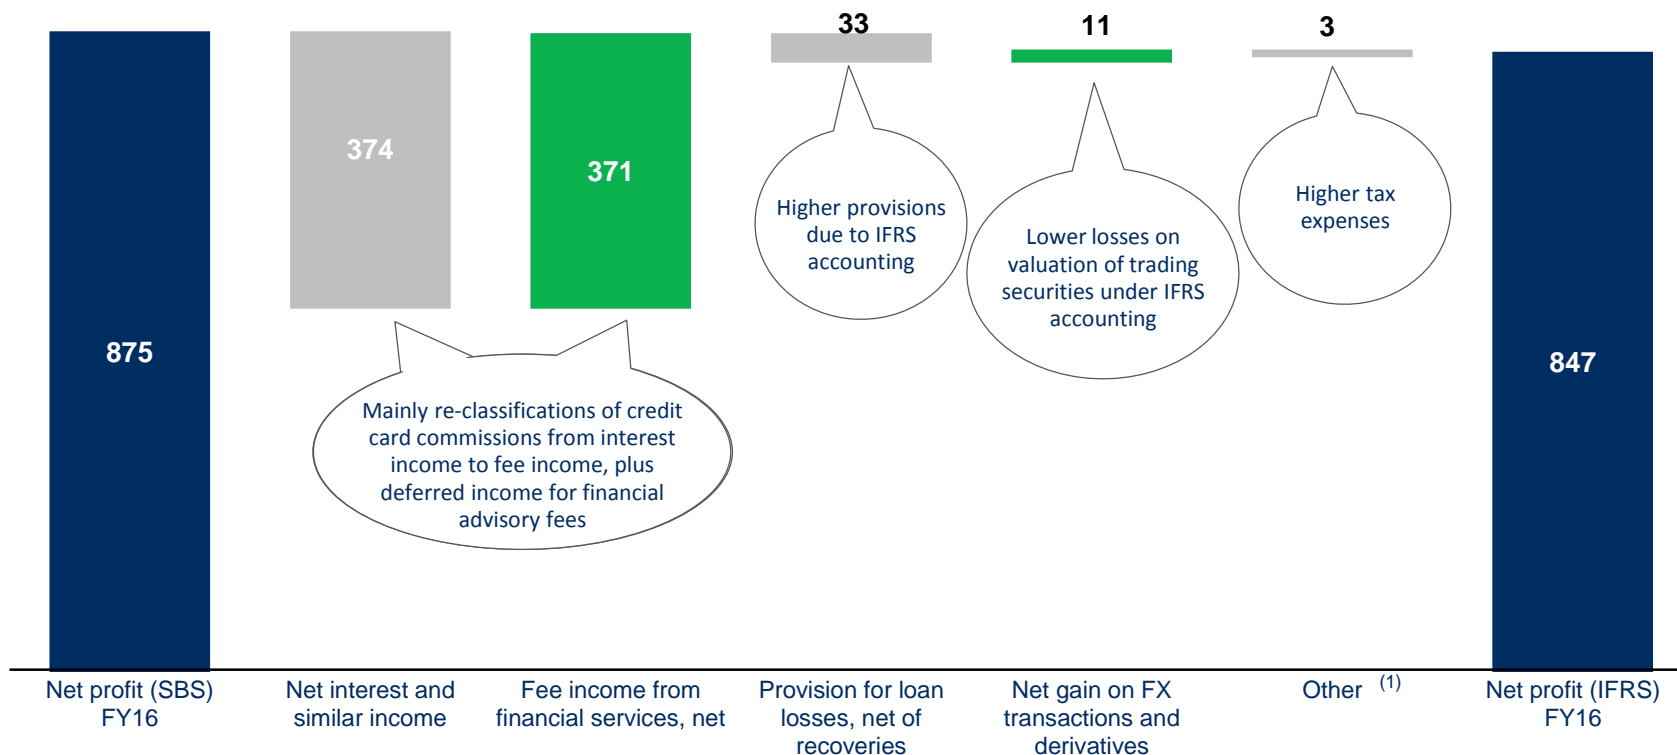 33
11
3
374
371
875
847
Higher provisions
due to IFRS
accounting
Lower losses on
valuation of trading
securities under IFRS
accounting
Higher tax
expenses
Mainly re-classifications of credit
card commissions from interest
income to fee income, plus
deferred income for financial
advisory fees
Net profit (SBS)
FY16
Net interest and
similar income
Fee income from
financial services, net
Provision for loan
losses, net of
recoveries
Net gain on FX
transactions and
derivatives
Other (1)
Net profit (IFRS)
FY16